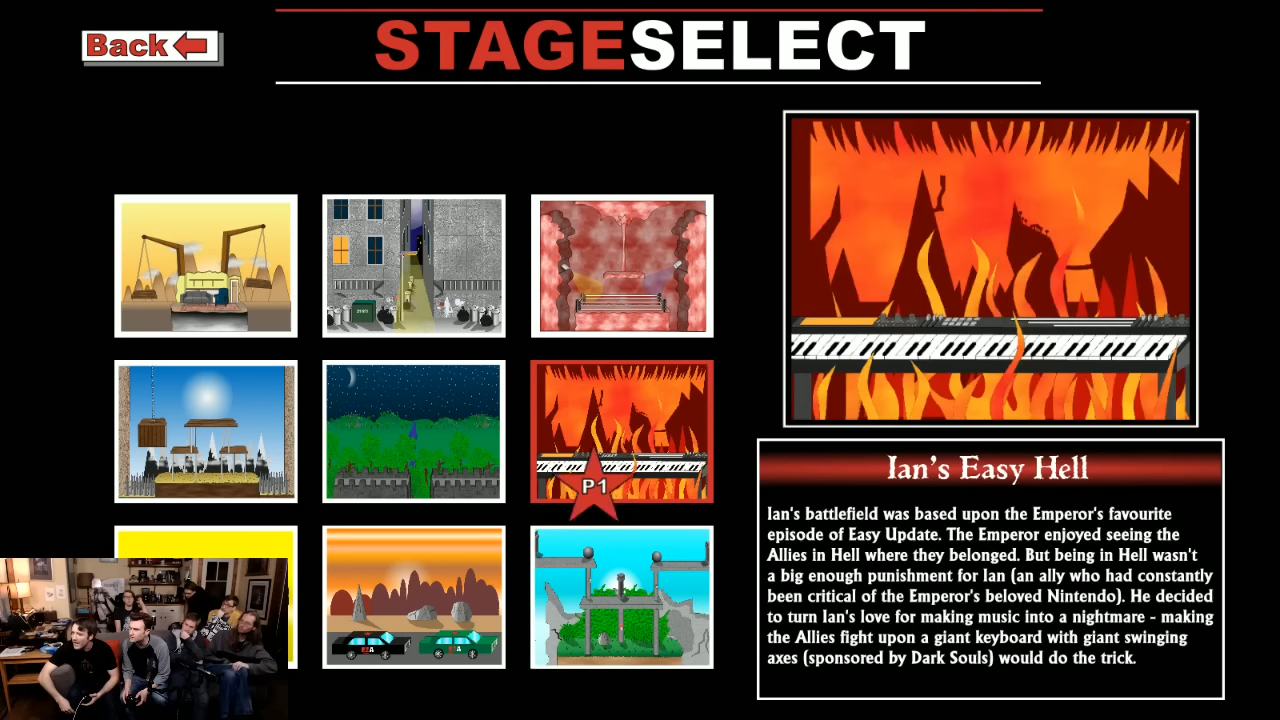 Back
STAGESELECT
P1
Ian's Easy Hell
Ian's battlefield was based upon the Emperor's favourite
episode of Easy Update. The Emperor enjoyed seeing the
Allies in Hell where they belonged. But being in Hell wasn't
a big enough punishment for Ian (an ally who had constantly
been critical of the Emperor's beloved Nintendo). He decided
to turn Ian's love for making music into a nightmare - making
the Allies fight upon a giant keyboard with giant swinging
axes (sponsored by Dark Souls) would do the trick.